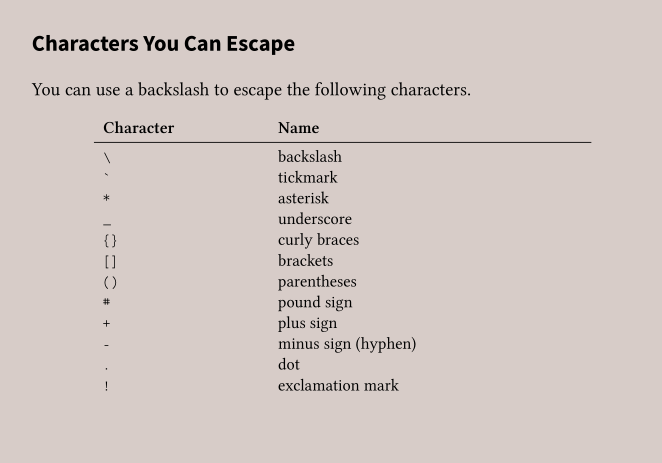 Characters You Can Escape
You can use a backslash to escape the following characters.
Character Name
\ backslash
` tickmark
* asterisk
_ underscore
{} curly braces
[] brackets
() parentheses
# pound sign
+ plus sign
- minus sign (hyphen)
. dot
! exclamation mark